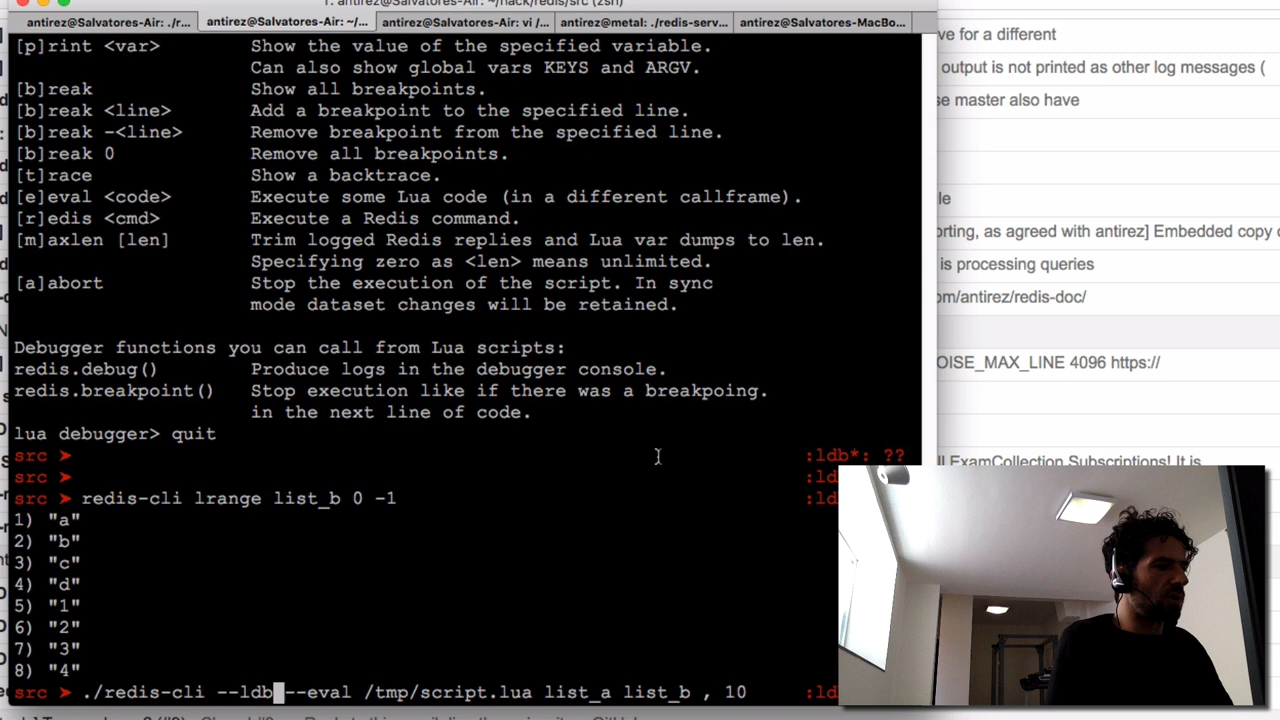 1. antirez@Salvatores-Air: ~/hack/redis/src (zsh)
antirez@Salvatores-Air: ./r... antirez@Salvatores-Air: ~/... antirez@Salvatores-Air: vi /... antirez@metal: ./redis-serv... antirez@Salvatores-MacBo...
[p]rint <var> Show the value of the specified variable.
Can also show global vars KEYS and ARGV.
[b]reak Show all breakpoints.
[b]reak <line> Add a breakpoint to the specified line.
[b]reak -<line> Remove breakpoint from the specified line.
[b]reak 0 Remove all breakpoints.
[t]race Show a backtrace.
[e]eval <code> Execute some Lua code (in a different callframe).
[r]edis <cmd> Execute a Redis command.
[m]axlen [len] Trim logged Redis replies and Lua var dumps to len.
Specifying zero as <len> means unlimited.
[a]abort Stop the execution of the script. In sync
mode dataset changes will be retained.
Debugger functions you can call from Lua scripts:
redis.debug() Produce logs in the debugger console.
redis.breakpoint() Stop execution like if there was a breakpoing.
in the next line of code.
lua debugger> quit
src ➤ :ldb*: ??
src ➤ :ld
src ➤ redis-cli lrange list_b 0 -1 :ld
1) "a"
2) "b"
3) "c"
4) "d"
5) "1"
6) "2"
7) "3"
8) "4"
src ➤ ./redis-cli --ldb --eval /tmp/script.lua list_a list_b , 10 :ld
ve for a different
output is not printed as other log messages (
se master also have
le
orting, as agreed with antirez] Embedded copy o
is processing queries
om/antirez/redis-doc/
OISE_MAX_LINE 4096 https://
ll ExamCollection Subscriptions! It is